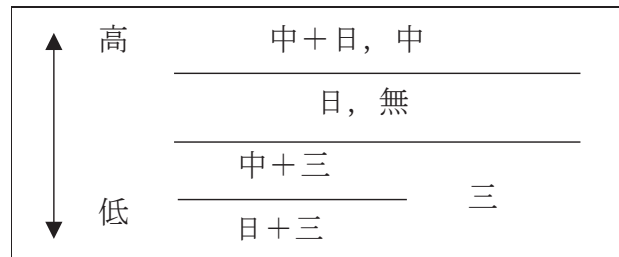 高 中+日,中
日,無
中+三
三
低 日+三